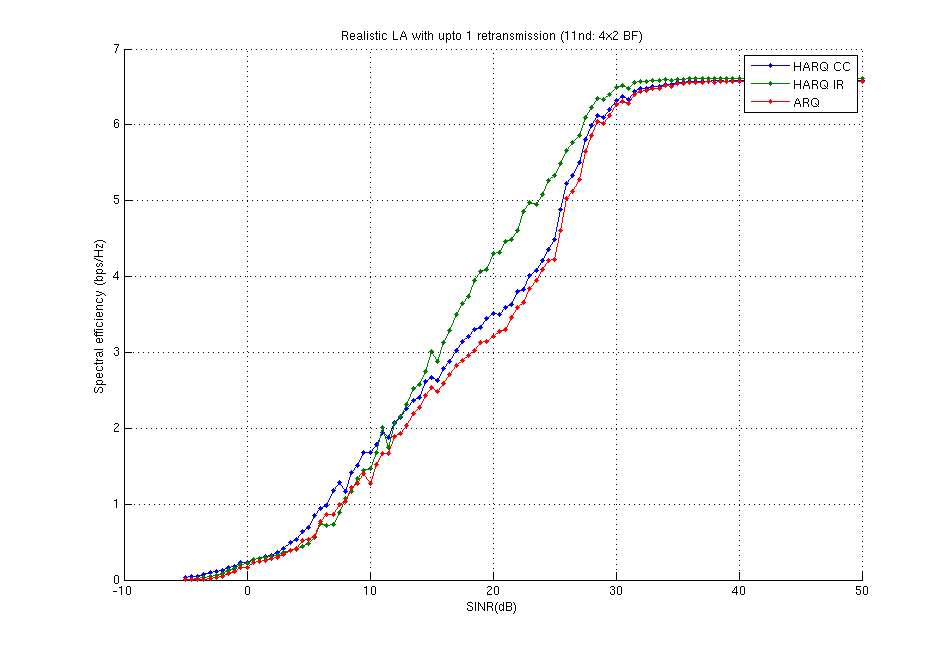 Realistic LA with upto 1 retransmission (11nd: 4x2 BF)
7
6
5
4
3
2
1
0
Spectral efficiency (bps/Hz)
HARQ CC
HARQ IR
ARQ
-10
0
10
20
30
40
50
SINR(dB)